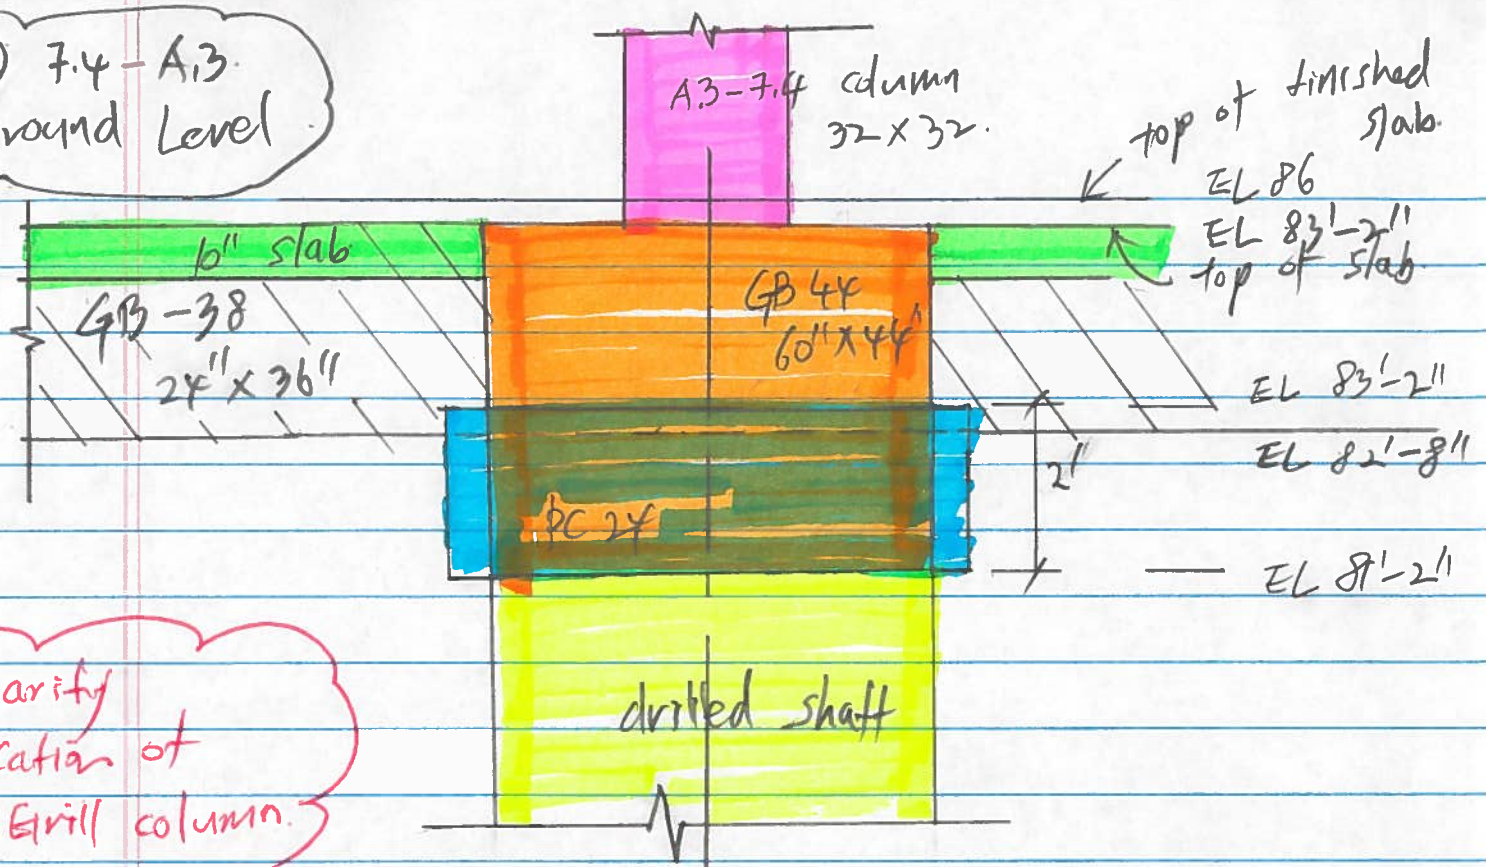 7.4 - A.3
round Level
A.3-7.4 column
32 x 32.
top of finished
slab.
EL 86
EL 83'-2"
top of slab
6" slab
GB-38
24" x 36"
GB 44
60" x 44"
EL 83'-2"
EL 82'-8"
2'
PC 24
EL 81'-2"
drilled shaft
arify
cation of
Grill column.